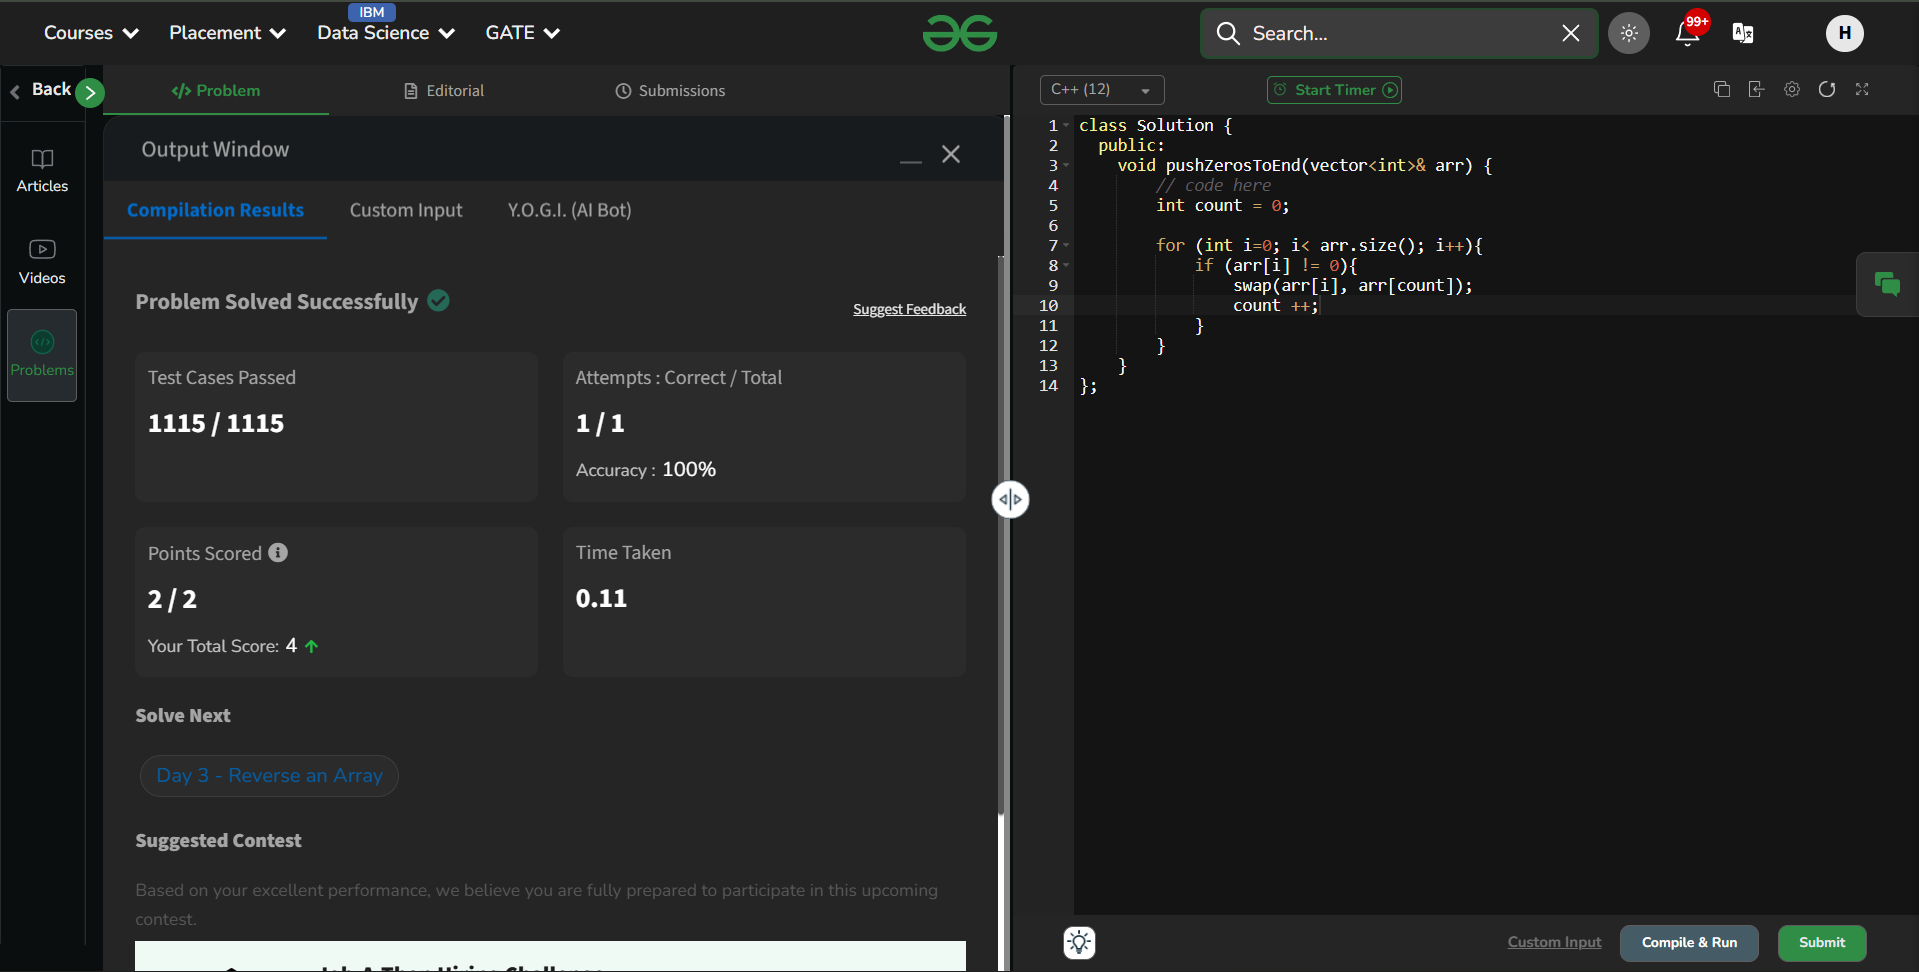 IBM
Courses Placement Data Science GATE
Search...
99+
H
Back
Problem Editorial Submissions
C++ (12) Start Timer
Articles
Videos
Problems
Output Window
Compilation Results Custom Input Y.O.G.I. (AI Bot)
Problem Solved Successfully
Suggest Feedback
Test Cases Passed
1115 / 1115
Attempts : Correct / Total
1 / 1
Accuracy : 100%
Points Scored
2 / 2
Your Total Score: 4
Time Taken
0.11
Solve Next
Day 3 - Reverse an Array
Suggested Contest
Based on your excellent performance, we believe you are fully prepared to participate in this upcoming
contest.
1 class Solution {
2 public:
3 void pushZerosToEnd(vector<int>& arr) {
4 // code here
5 int count = 0;
6
7 for (int i=0; i< arr.size(); i++){
8 if (arr[i] != 0){
9 swap(arr[i], arr[count]);
10 count ++;
11 }
12 }
13 }
14 };
Custom Input Compile & Run Submit